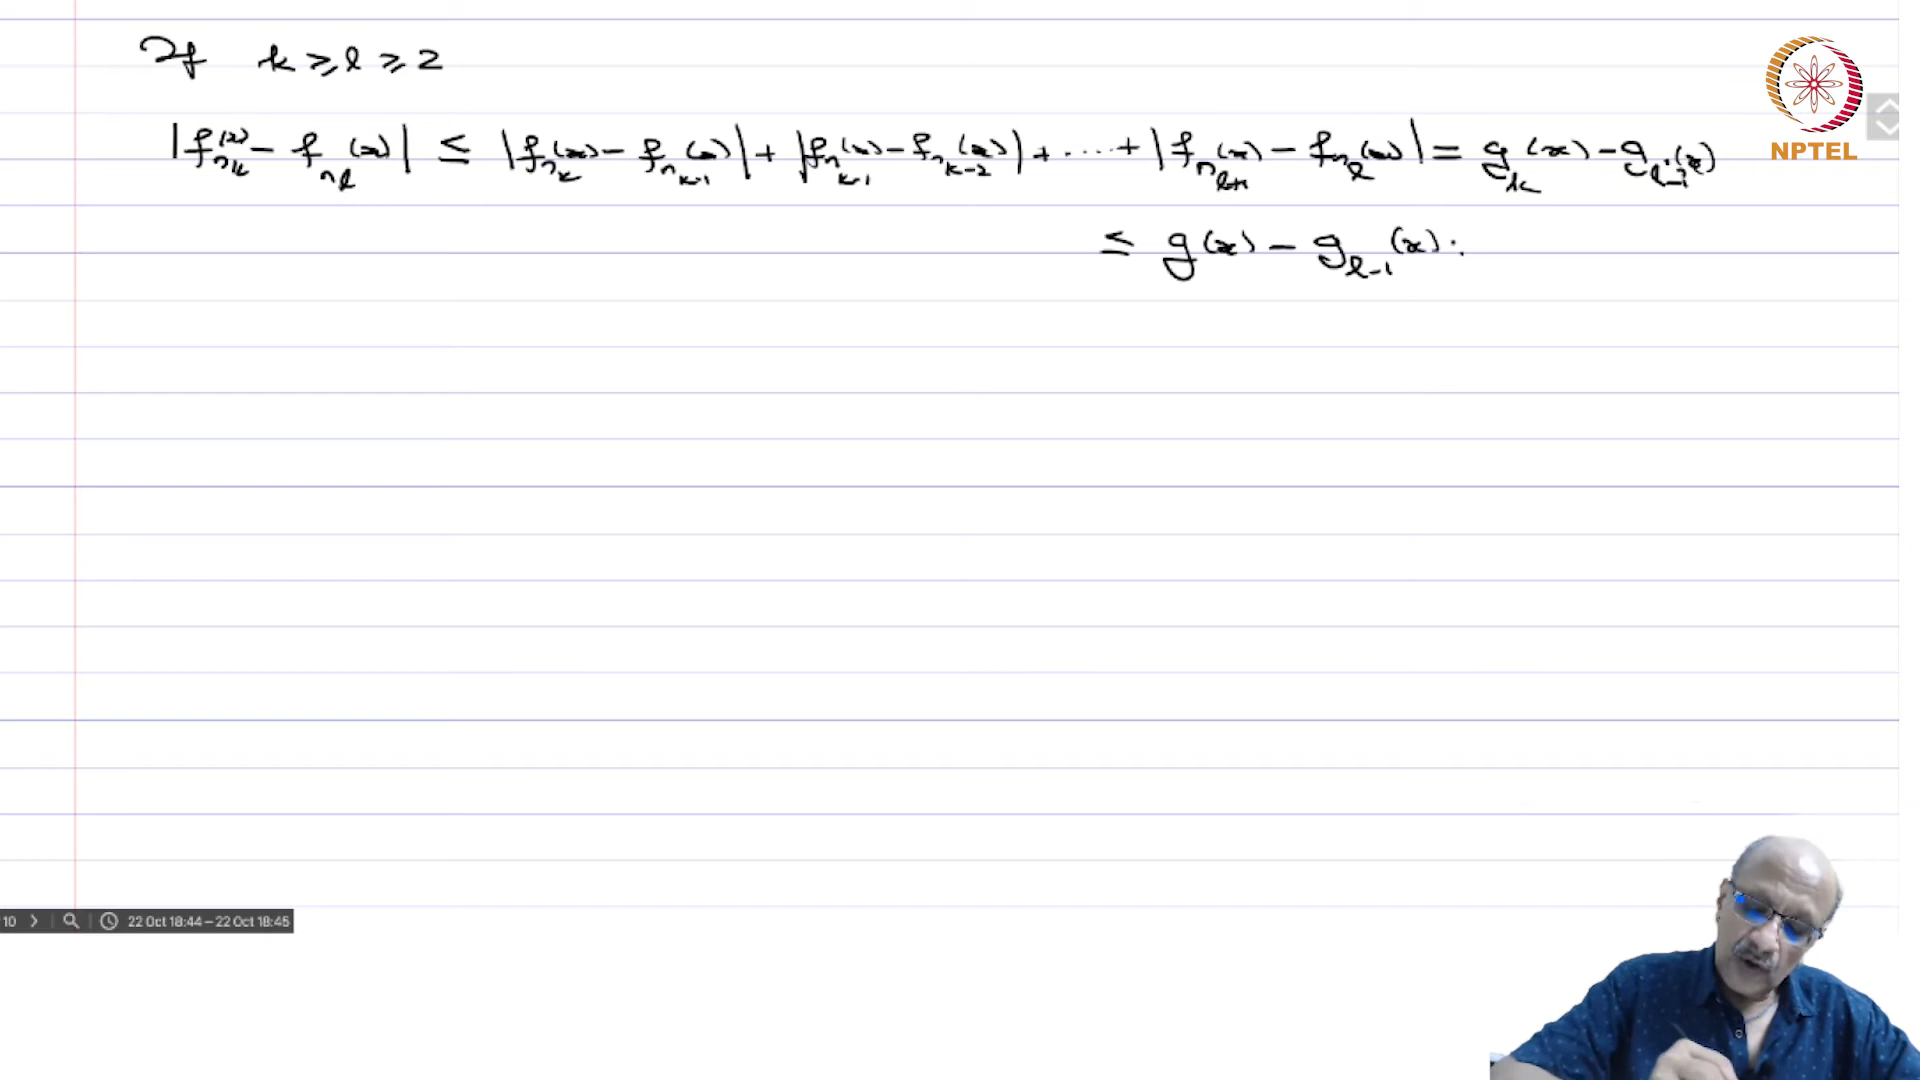 If k ≥ l ≥ 2
|f_{n_k}(x) − f_{n_l}(x)| ≤ |f_{n_k}(x) − f_{n_{k-1}}(x)| + |f_{n_{k-1}}(x) − f_{n_{k-2}}(x)| + ..... + |f_{n_{l+1}}(x) − f_{n_l}(x)| = g_k(x) − g_{l-1}(x)
≤ g(x) − g_{l-1}(x).
NPTEL
10 22 Oct 18:44 – 22 Oct 18:45